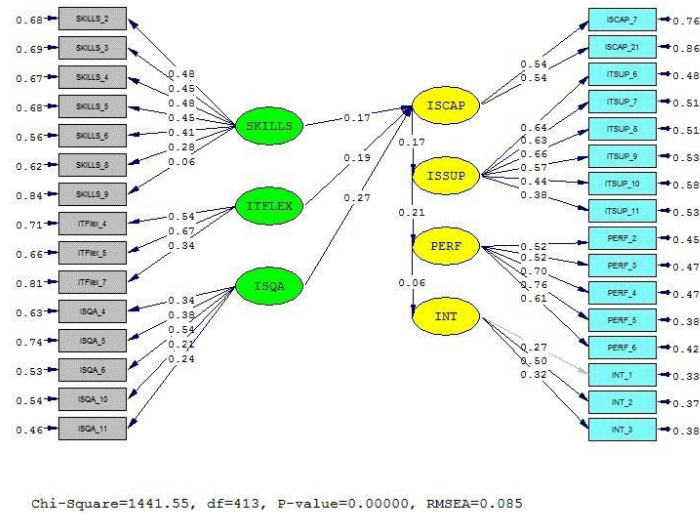 0.68 SKILLS_2
0.69 SKILLS_3
0.67 SKILLS_4
0.68 SKILLS_5
0.56 SKILLS_6
0.62 SKILLS_8
0.84 SKILLS_9
0.71 ITFlex_4
0.66 ITFlex_5
0.81 ITFlex_7
0.63 ISQA_4
0.74 ISQA_5
0.53 ISQA_6
0.54 ISQA_10
0.46 ISQA_11
0.48
0.45
0.48
0.45
0.41
0.28
0.06
0.54
0.67
0.34
0.34
0.38
0.54
0.21
0.24
SKILLS
ITFLEX
ISQA
0.17
0.19
0.27
ISCAP
0.17
ISSUP
0.21
PERF
0.06
INT
0.54
0.54
0.64
0.63
0.66
0.57
0.44
0.38
0.52
0.52
0.70
0.76
0.61
0.27
0.50
0.32
ISCAP_7 0.76
ISCAP_21 0.86
ITSUP_6 0.48
ITSUP_7 0.51
ITSUP_8 0.51
ITSUP_9 0.53
ITSUP_10 0.58
ITSUP_11 0.53
PERF_2 0.45
PERF_3 0.47
PERF_4 0.47
PERF_5 0.38
PERF_6 0.42
INT_1 0.33
INT_2 0.37
INT_3 0.38
Chi-Square=1441.55, df=413, P-value=0.00000, RMSEA=0.085